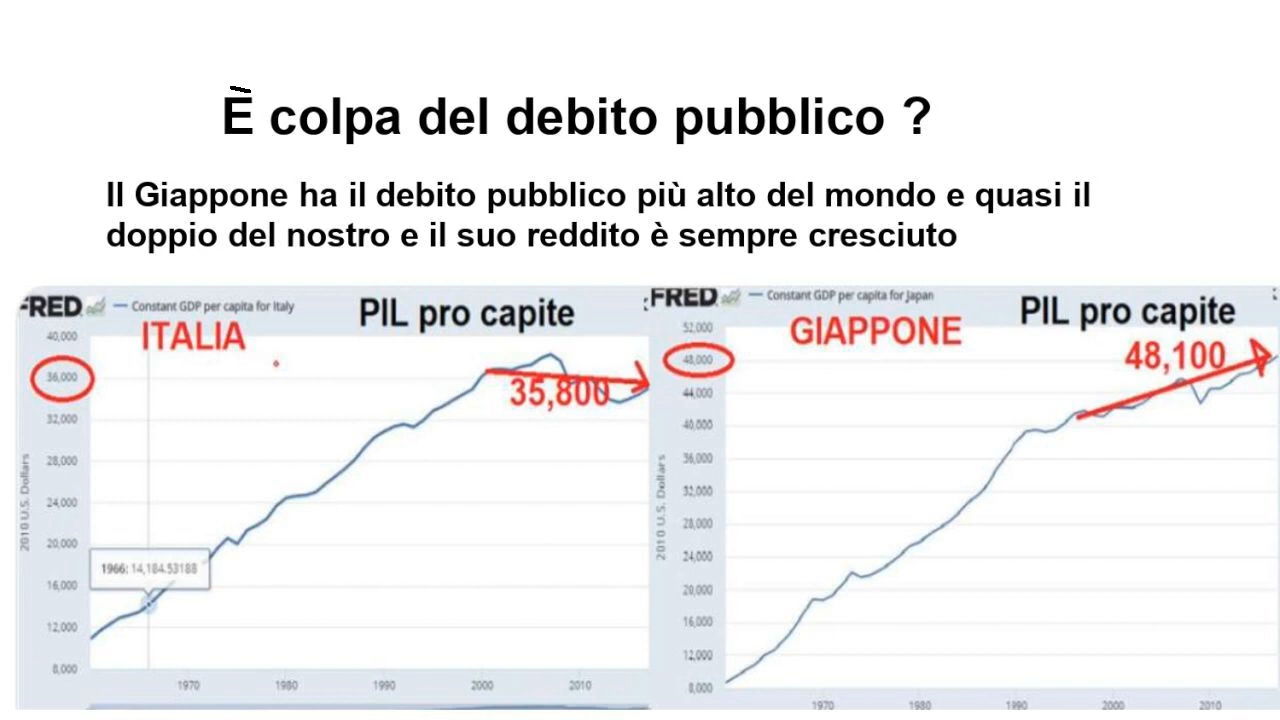 È colpa del debito pubblico ?
Il Giappone ha il debito pubblico più alto del mondo e quasi il
doppio del nostro e il suo reddito è sempre cresciuto
FRED
Constant GDP per capita for Italy
PIL pro capite
ITALIA
40,000
36,000
35,800
32,000
28,000
24,000
20,000
16,000
12,000
8,000
2010 U.S. Dollars
1966: 14,184.53188
1970
1980
1990
2000
2010
FRED
Constant GDP per capita for Japan
PIL pro capite
GIAPPONE
52,000
48,000
48,100
44,000
40,000
36,000
32,000
28,000
24,000
20,000
16,000
12,000
8,000
2010 U.S. Dollars
1970
1980
1990
2000
2010